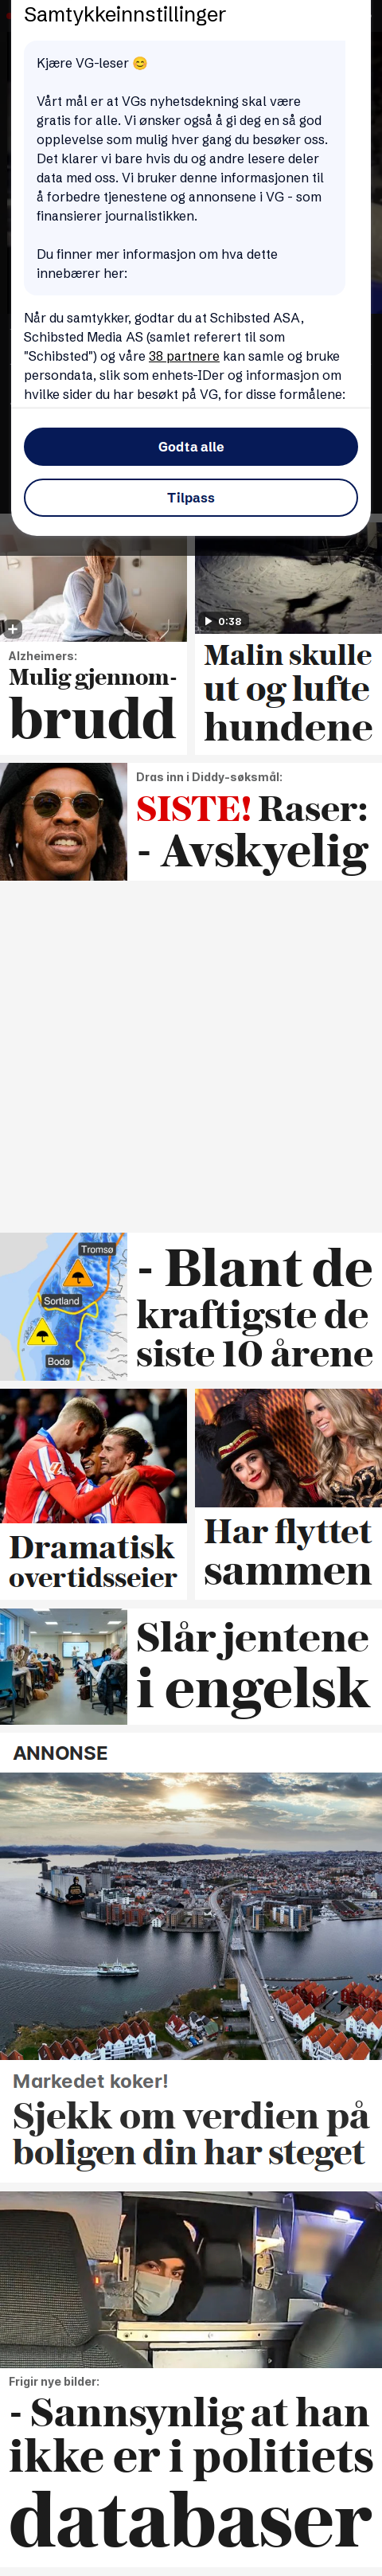 Samtykkeinnstillinger
Kjære VG-leser 😊
Vårt mål er at VGs nyhetsdekning skal være
gratis for alle. Vi ønsker også å gi deg en så god
opplevelse som mulig hver gang du besøker oss.
Det klarer vi bare hvis du og andre lesere deler
data med oss. Vi bruker denne informasjonen til
å forbedre tjenestene og annonsene i VG - som
finansierer journalistikken.
Du finner mer informasjon om hva dette
innebærer her:
Når du samtykker, godtar du at Schibsted ASA,
Schibsted Media AS (samlet referert til som
"Schibsted") og våre 38 partnere kan samle og bruke
persondata, slik som enhets-IDer og informasjon om
hvilke sider du har besøkt på VG, for disse formålene:
Godta alle
Tilpass
Alzheimers:
Mulig gjennom-
brudd
0:38
Malin skulle
ut og lufte
hundene
Dras inn i Diddy-søksmål:
SISTE! Raser:
- Avskyelig
Tromsø
Sortland
Bodø
- Blant de
kraftigste de
siste 10 årene
Dramatisk
overtidsseier
Har flyttet
sammen
Slår jentene
i engelsk
ANNONSE
Markedet koker!
Sjekk om verdien på
boligen din har steget
Frigir nye bilder:
- Sannsynlig at han
ikke er i politiets
databaser